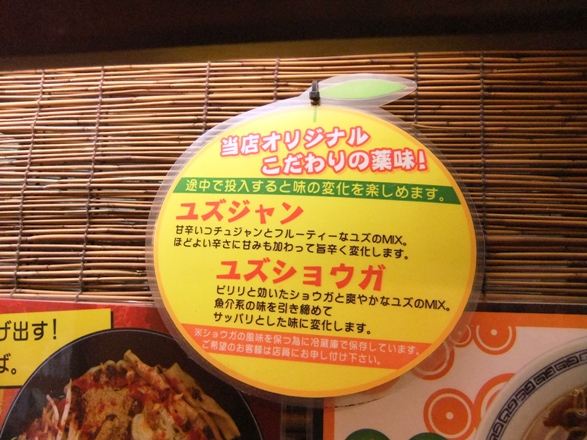 当店オリジナル
こだわりの薬味！
途中で投入すると味の変化を楽しめます。
ユズジャン
甘辛いコチュジャンとフルーティーなユズのMIX。
ほどよい辛さに甘みも加わって旨辛く変化します。
ユズショウガ
ピリリと効いたショウガと爽やかなユズのMIX。
魚介系の味を引き締めて
サッパリとした味に変化します。
※ショウガの風味を保つ為に冷蔵庫で保存しています。
ご希望のお客様は店員にお申し付け下さい。
げ出す！
ば。